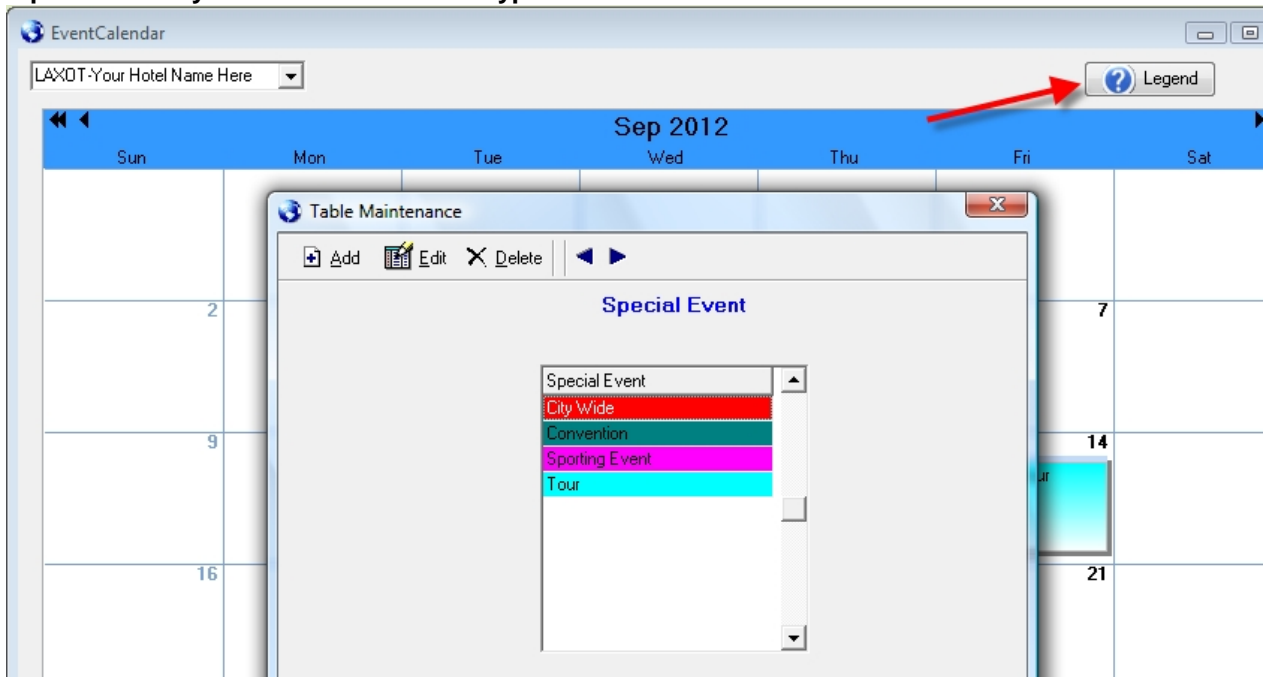 EventCalendar
LAXOT-Your Hotel Name Here
Legend
Sep 2012
Sun Mon Tue Wed Thu Fri Sat
Table Maintenance
Add Edit Delete
Special Event
2 7
Special Event
City Wide
Convention
9 14
Sporting Event
Tour
ur
16 21